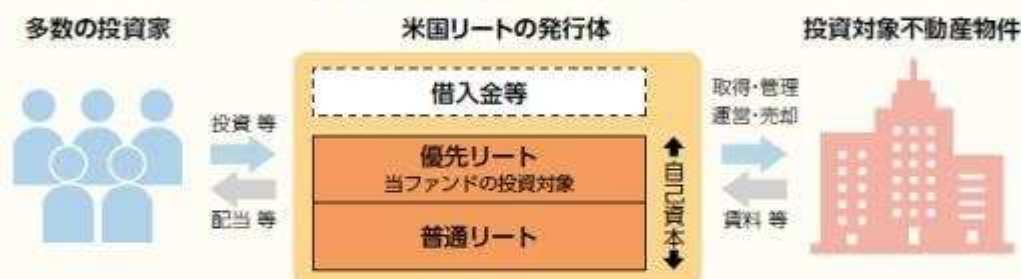 多数の投資家
米国リートの発行体
投資対象不動産物件
借入金等
投資 等
配当 等
優先リート
当ファンドの投資対象
普通リート
自己資本
取得・管理
運営・売却
賃料 等